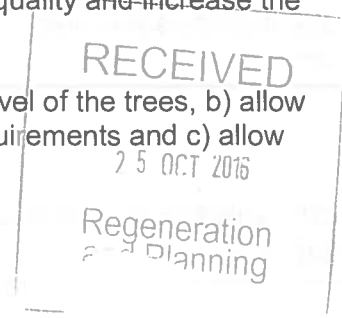 quality and increase the
RECEIVED
vel of the trees, b) allow
uirements and c) allow
25 OCT 2016
Regeneration
and Planning